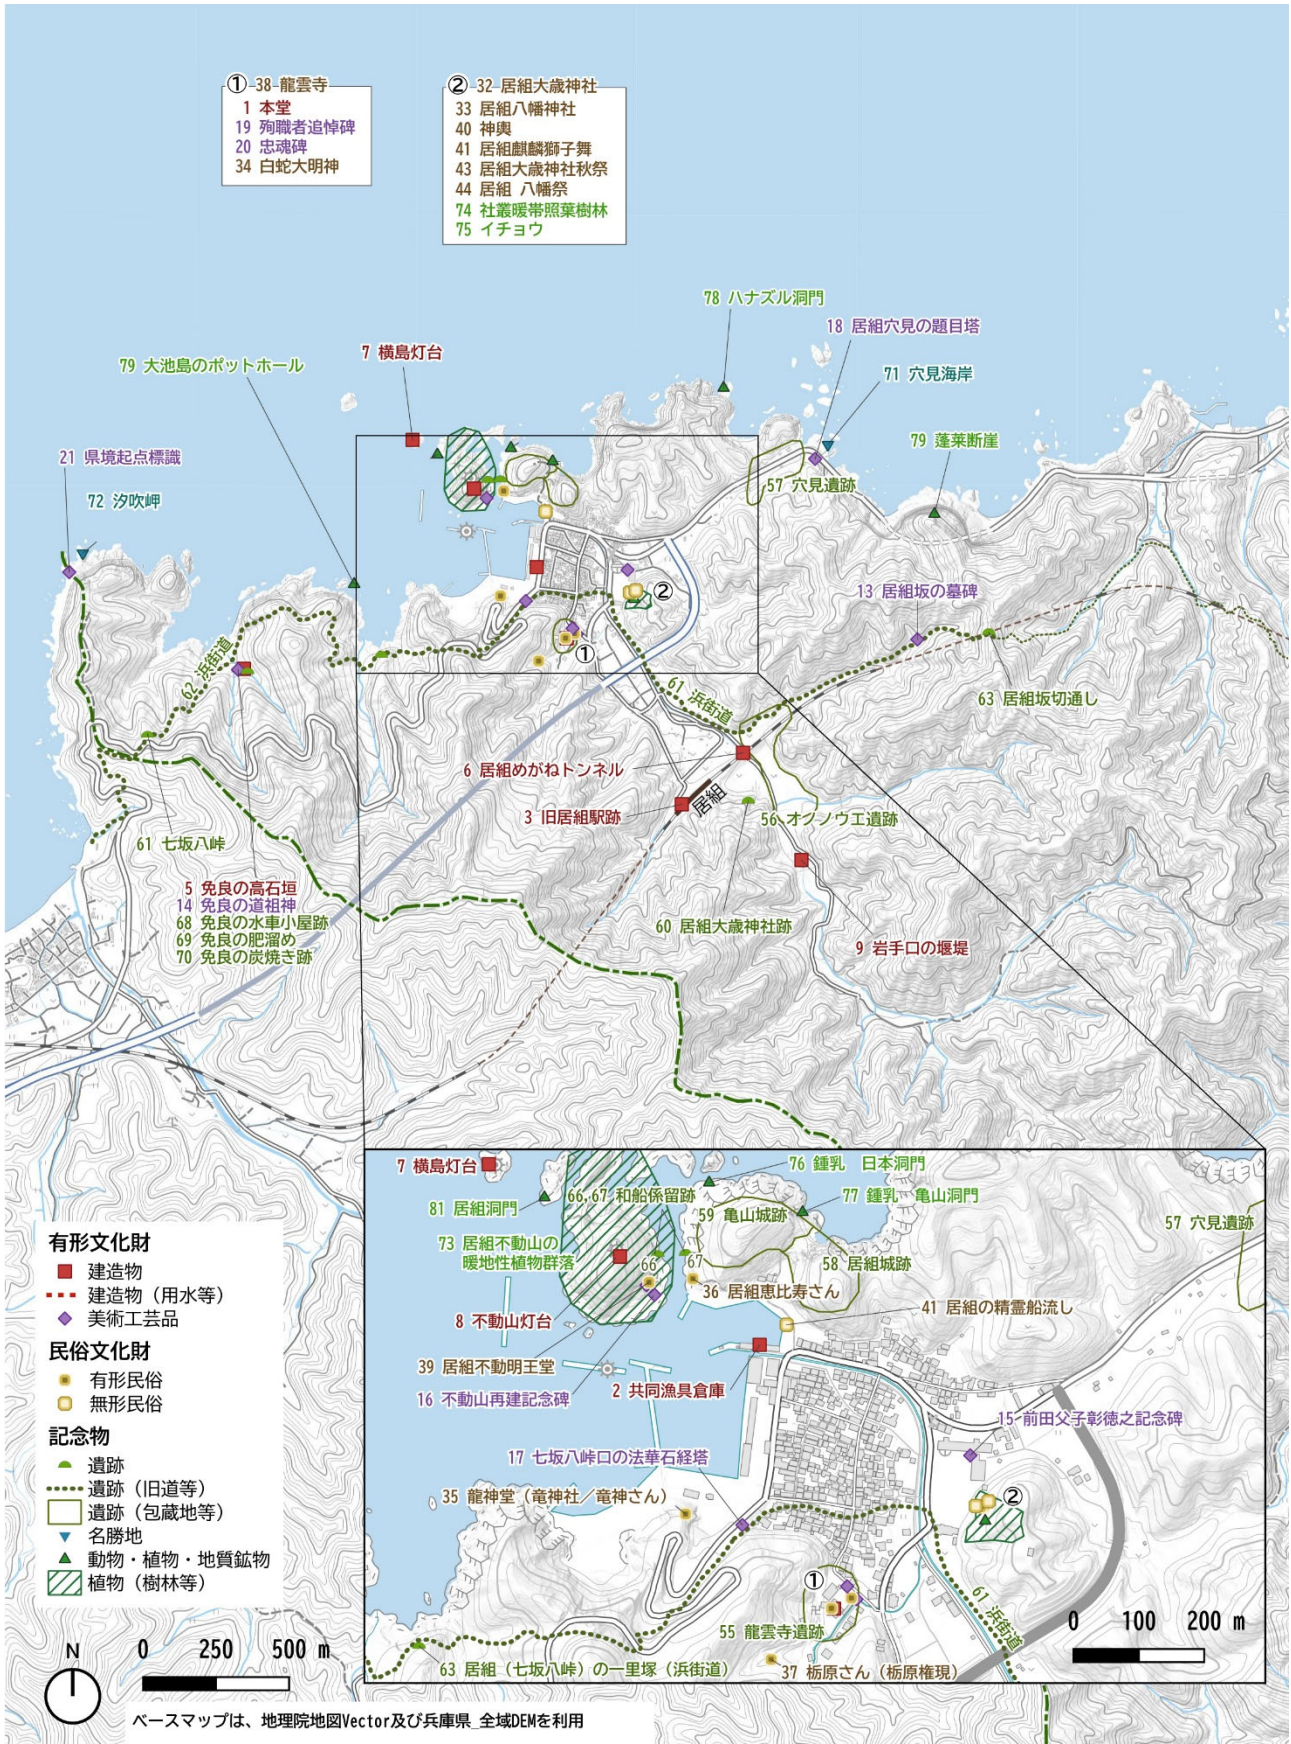 ① 38 龍雲寺
1 本堂
19 殉職者追悼碑
20 忠魂碑
34 白蛇大明神
② 32 居組大歳神社
33 居組八幡神社
40 神輿
41 居組麒麟獅子舞
43 居組大歳神社秋祭
44 居組 八幡祭
74 社叢暖帯照葉樹林
75 イチョウ
78 ハナズル洞門
18 居組穴見の題目塔
7 横島灯台
79 大池島のポットホール
71 穴見海岸
79 蓬莱断崖
21 県境起点標識
72 汐吹岬
57 穴見遺跡
②
13 居組坂の墓碑
①
62 浜街道
61 浜街道
63 居組坂切通し
6 居組めがねトンネル
居組
3 旧居組駅跡
56 オクノウエ遺跡
61 七坂八峠
5 免良の高石垣
14 免良の道祖神
68 免良の水車小屋跡
69 免良の肥溜め
70 免良の炭焼き跡
60 居組大歳神社跡
9 岩手口の堰堤
7 横島灯台
76 鍾乳 日本洞門
66,67 和船係留跡
81 居組洞門
59 亀山城跡
77 鍾乳 亀山洞門
57 穴見遺跡
73 居組不動山の
暖地性植物群落
66
67
58 居組城跡
36 居組恵比寿さん
41 居組の精霊船流し
8 不動山灯台
39 居組不動明王堂
2 共同漁具倉庫
16 不動山再建記念碑
15 前田父子彰徳之記念碑
17 七坂八峠口の法華石経塔
35 龍神堂（竜神社／竜神さん）
②
①
61 浜街道
55 龍雲寺遺跡
63 居組（七坂八峠）の一里塚（浜街道）
37 栃原さん（栃原権現）
0 100 200 m
有形文化財
建造物
建造物（用水等）
美術工芸品
民俗文化財
有形民俗
無形民俗
記念物
遺跡
遺跡（旧道等）
遺跡（包蔵地等）
名勝地
動物・植物・地質鉱物
植物（樹林等）
N
0 250 500 m
ベースマップは、地理院地図Vector及び兵庫県_全域DEMを利用